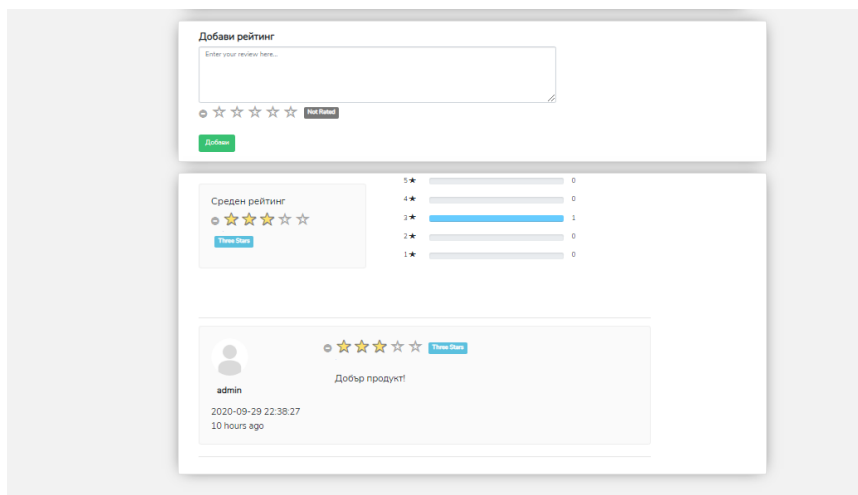 Добави рейтинг
Enter your review here...
Not Rated
Добави
Среден рейтинг
Three Stars
5★ 0
4★ 0
3★ 1
2★ 0
1★ 0
Three Stars
Добър продукт!
admin
2020-09-29 22:38:27
10 hours ago